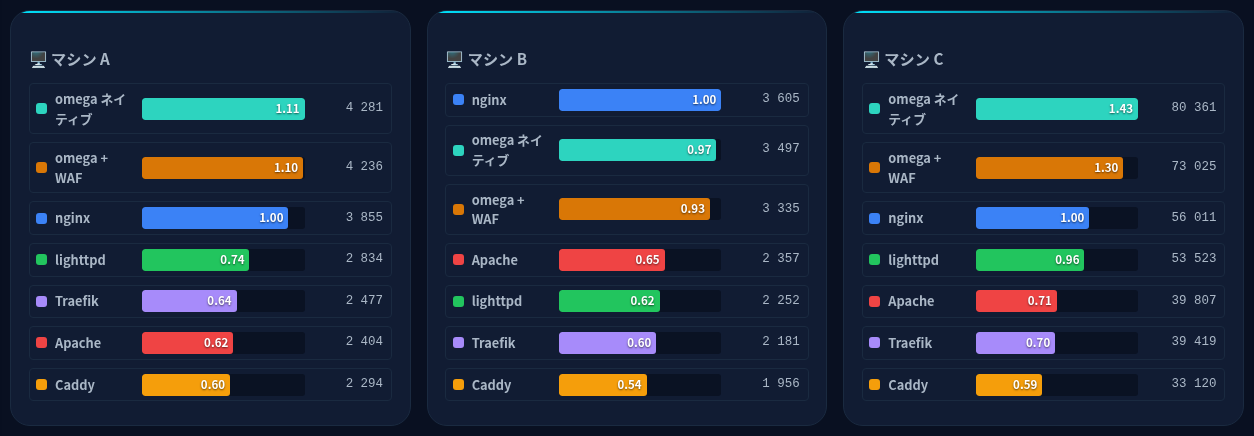 マシン A
omega ネイ
ティブ
1.11
4 281
omega +
WAF
1.10
4 236
nginx
1.00
3 855
lighttpd
0.74
2 834
Traefik
0.64
2 477
Apache
0.62
2 404
Caddy
0.60
2 294
マシン B
nginx
1.00
3 605
omega ネイ
ティブ
0.97
3 497
omega +
WAF
0.93
3 335
Apache
0.65
2 357
lighttpd
0.62
2 252
Traefik
0.60
2 181
Caddy
0.54
1 956
マシン C
omega ネイ
ティブ
1.43
80 361
omega +
WAF
1.30
73 025
nginx
1.00
56 011
lighttpd
0.96
53 523
Apache
0.71
39 807
Traefik
0.70
39 419
Caddy
0.59
33 120